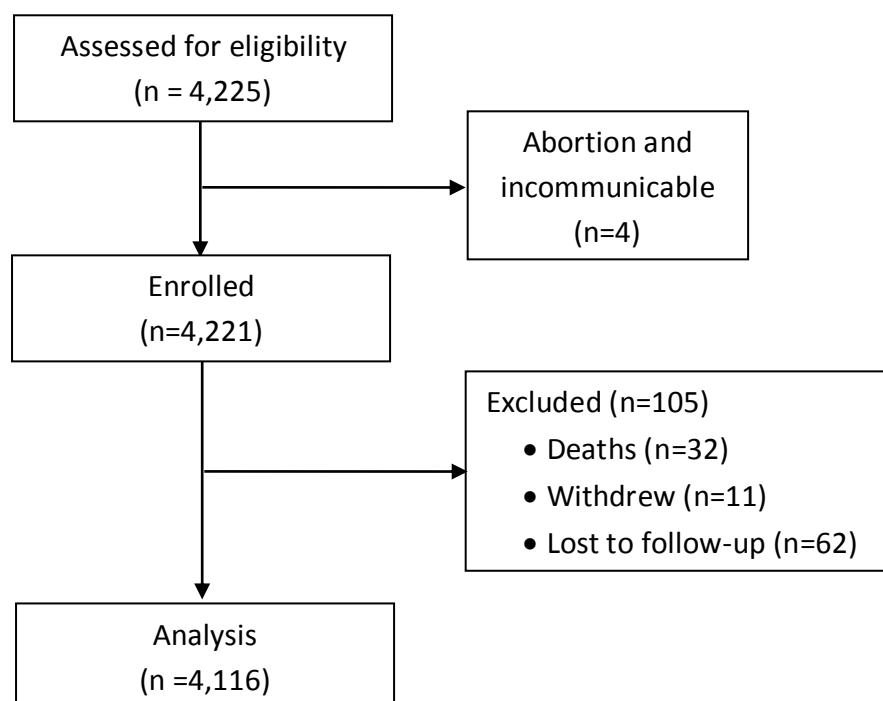 Assessed for eligibility
(n = 4,225)
Abortion and
incommunicable
(n=4)
Enrolled
(n=4,221)
Excluded (n=105)
• Deaths (n=32)
• Withdrew (n=11)
• Lost to follow-up (n=62)
Analysis
(n =4,116)